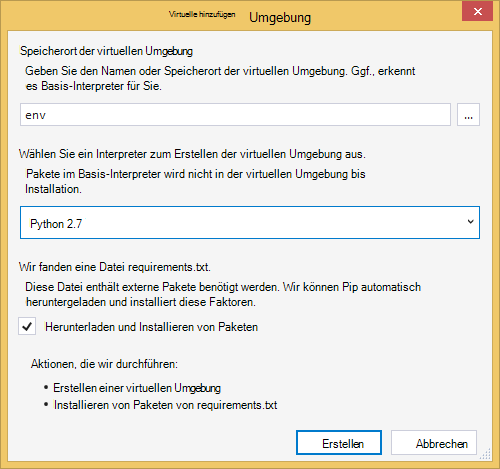 Virtuelle hinzufügen Umgebung
Speicherort der virtuellen Umgebung
Geben Sie den Namen oder Speicherort der virtuellen Umgebung. Ggf., erkennt
es Basis-Interpreter für Sie.
env
...
Wählen Sie ein Interpreter zum Erstellen der virtuellen Umgebung aus.
Pakete im Basis-Interpreter wird nicht in der virtuellen Umgebung bis
Installation.
Python 2.7
Wir fanden eine Datei requirements.txt.
Diese Datei enthält externe Pakete benötigt werden. Wir können Pip automatisch
heruntergeladen und installiert diese Faktoren.
Herunterladen und Installieren von Paketen
Aktionen, die wir durchführen:
• Erstellen einer virtuellen Umgebung
• Installieren von Paketen von requirements.txt
Erstellen
Abbrechen